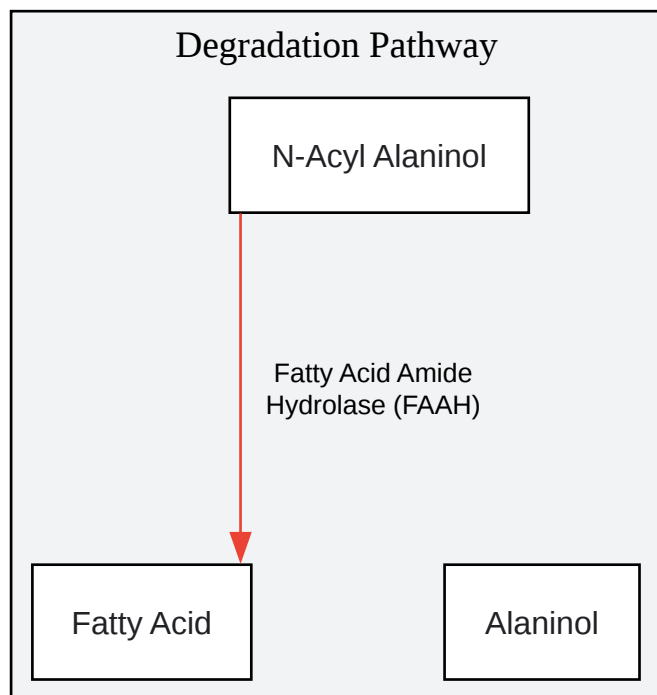 Degradation Pathway
N-Acyl Alaninol
Fatty Acid Amide
Hydrolase (FAAH)
Fatty Acid
Alaninol